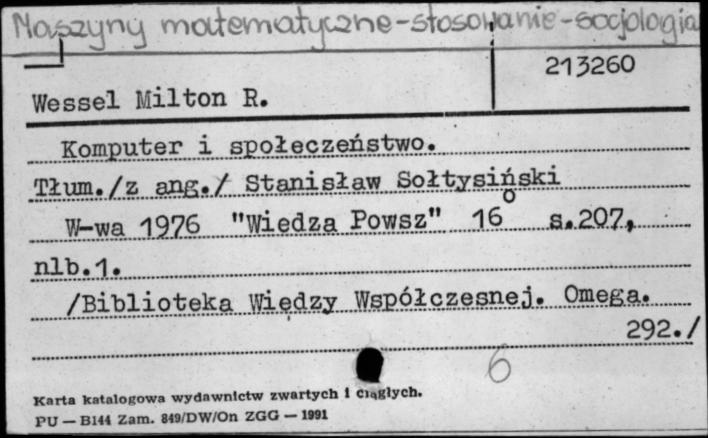 Maszyny matematyczne-stosowanie-socjologia
213260
Wessel Milton R.
Komputer i społeczeństwo.
Tłum./z ang./ Stanisław Sołtysiński
W-wa 1976 "Wiedza Powsz" 16° s.207,
nlb.1.
/Biblioteka Wiedzy Współczesnej. Omega.
292./
6
Karta katalogowa wydawnictw zwartych i ciągłych.
PU — B144 Zam. 849/DW/On ZGG — 1991